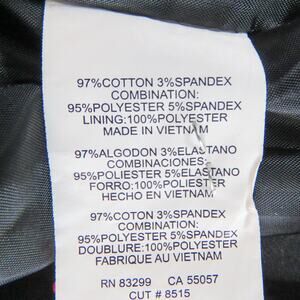 97%COTTON 3%SPANDEX
COMBINATION:
95%POLYESTER 5%SPANDEX
LINING:100%POLYESTER
MADE IN VIETNAM
97%ALGODON 3%ELASTANO
COMBINACIONES:
95%POLIESTER 5%ELASTANO
FORRO:100%POLIESTER
HECHO EN VIETNAM
97%COTON 3%SPANDEX
COMBINATION:
95%POLYESTER 5%SPANDEX
DOUBLURE:100%POLYESTER
FABRIQUE AU VIETNAM
RN 83299 CA 55057
CUT # 8515